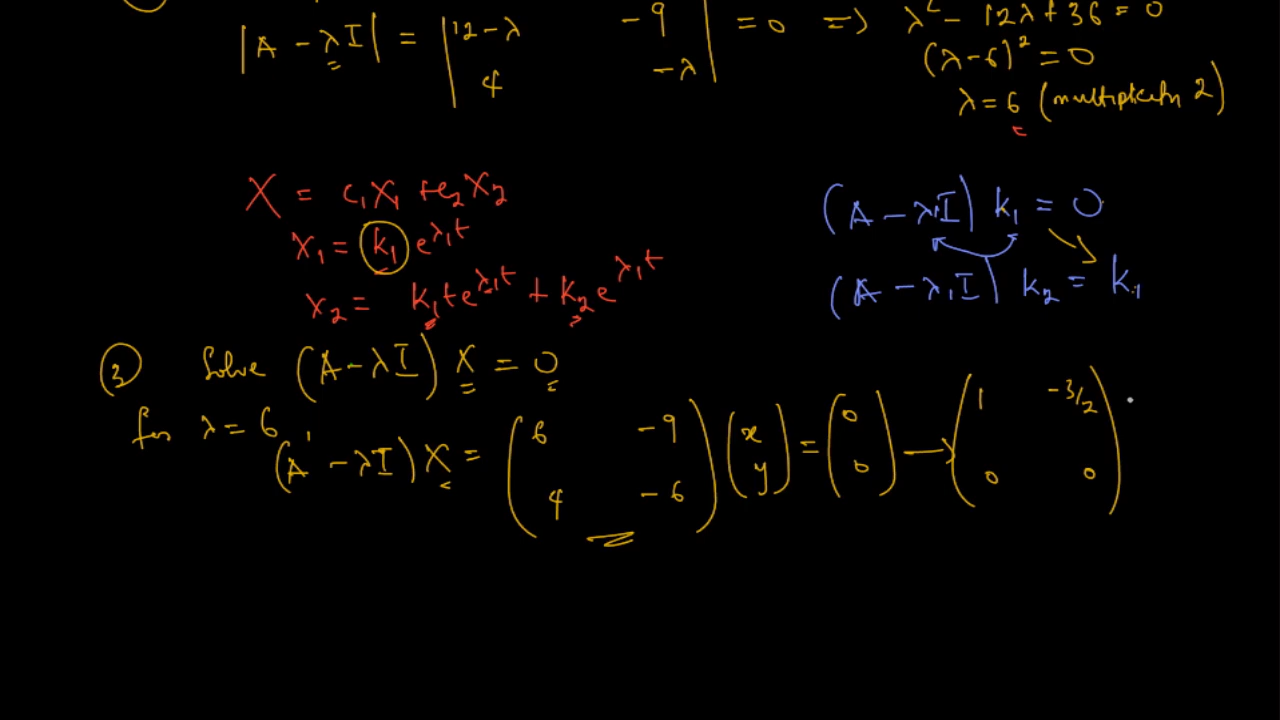 |A - λI| = |12-λ -9| = 0 => λ² - 12λ + 36 = 0
|4 -λ| (λ-6)² = 0
λ = 6 (multiplicity 2)
X = c₁X₁ + c₂X₂
(A - λ₁I) k₁ = 0
X₁ = k₁ e^λ₁t
X₂ = k₁te^λ₁t + k₂e^λ₁t
(A - λ₁I) k₂ = k₁
③ Solve (A-λI) X = 0
for λ = 6,
(A - λI) X = (6 -9; 4 -6) (x; y) = (0; 0) → (1 -3/2; 0 0)